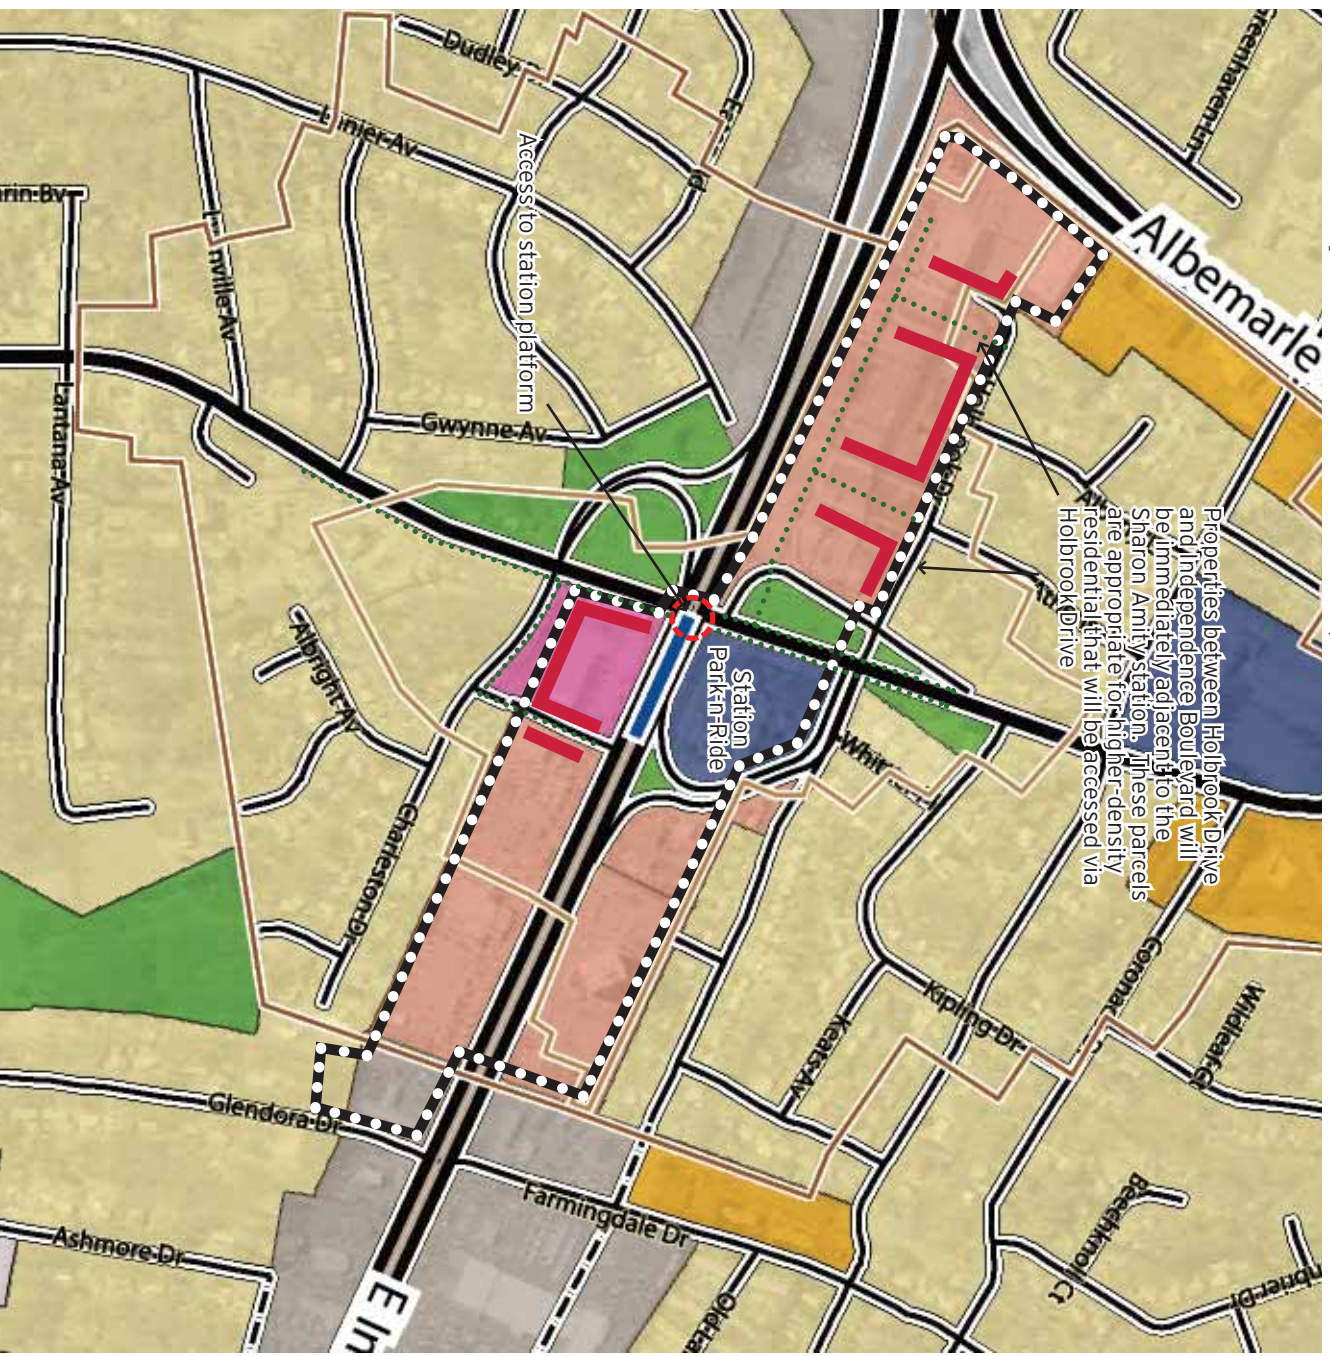 Dudley
Lanier Av
Linville Av
Lantana Av
Gwynne Av
Access to station platform
Greenhaven Ln
Albemarle
Properties between Holbrook Drive
and Independence Boulevard will
be immediately adjacent to the
Sharon Amity station. These parcels
are appropriate for higher-density
residential that will be accessed via
Holbrook Drive
Station
Park-n-Ride
Albright Av
Charleston Dr
Glendora Dr
Ashmore Dr
Farmingdale Dr
E In
Keats Av
Kipling Dr
Wildleaf Ct
Beechknoll Ct